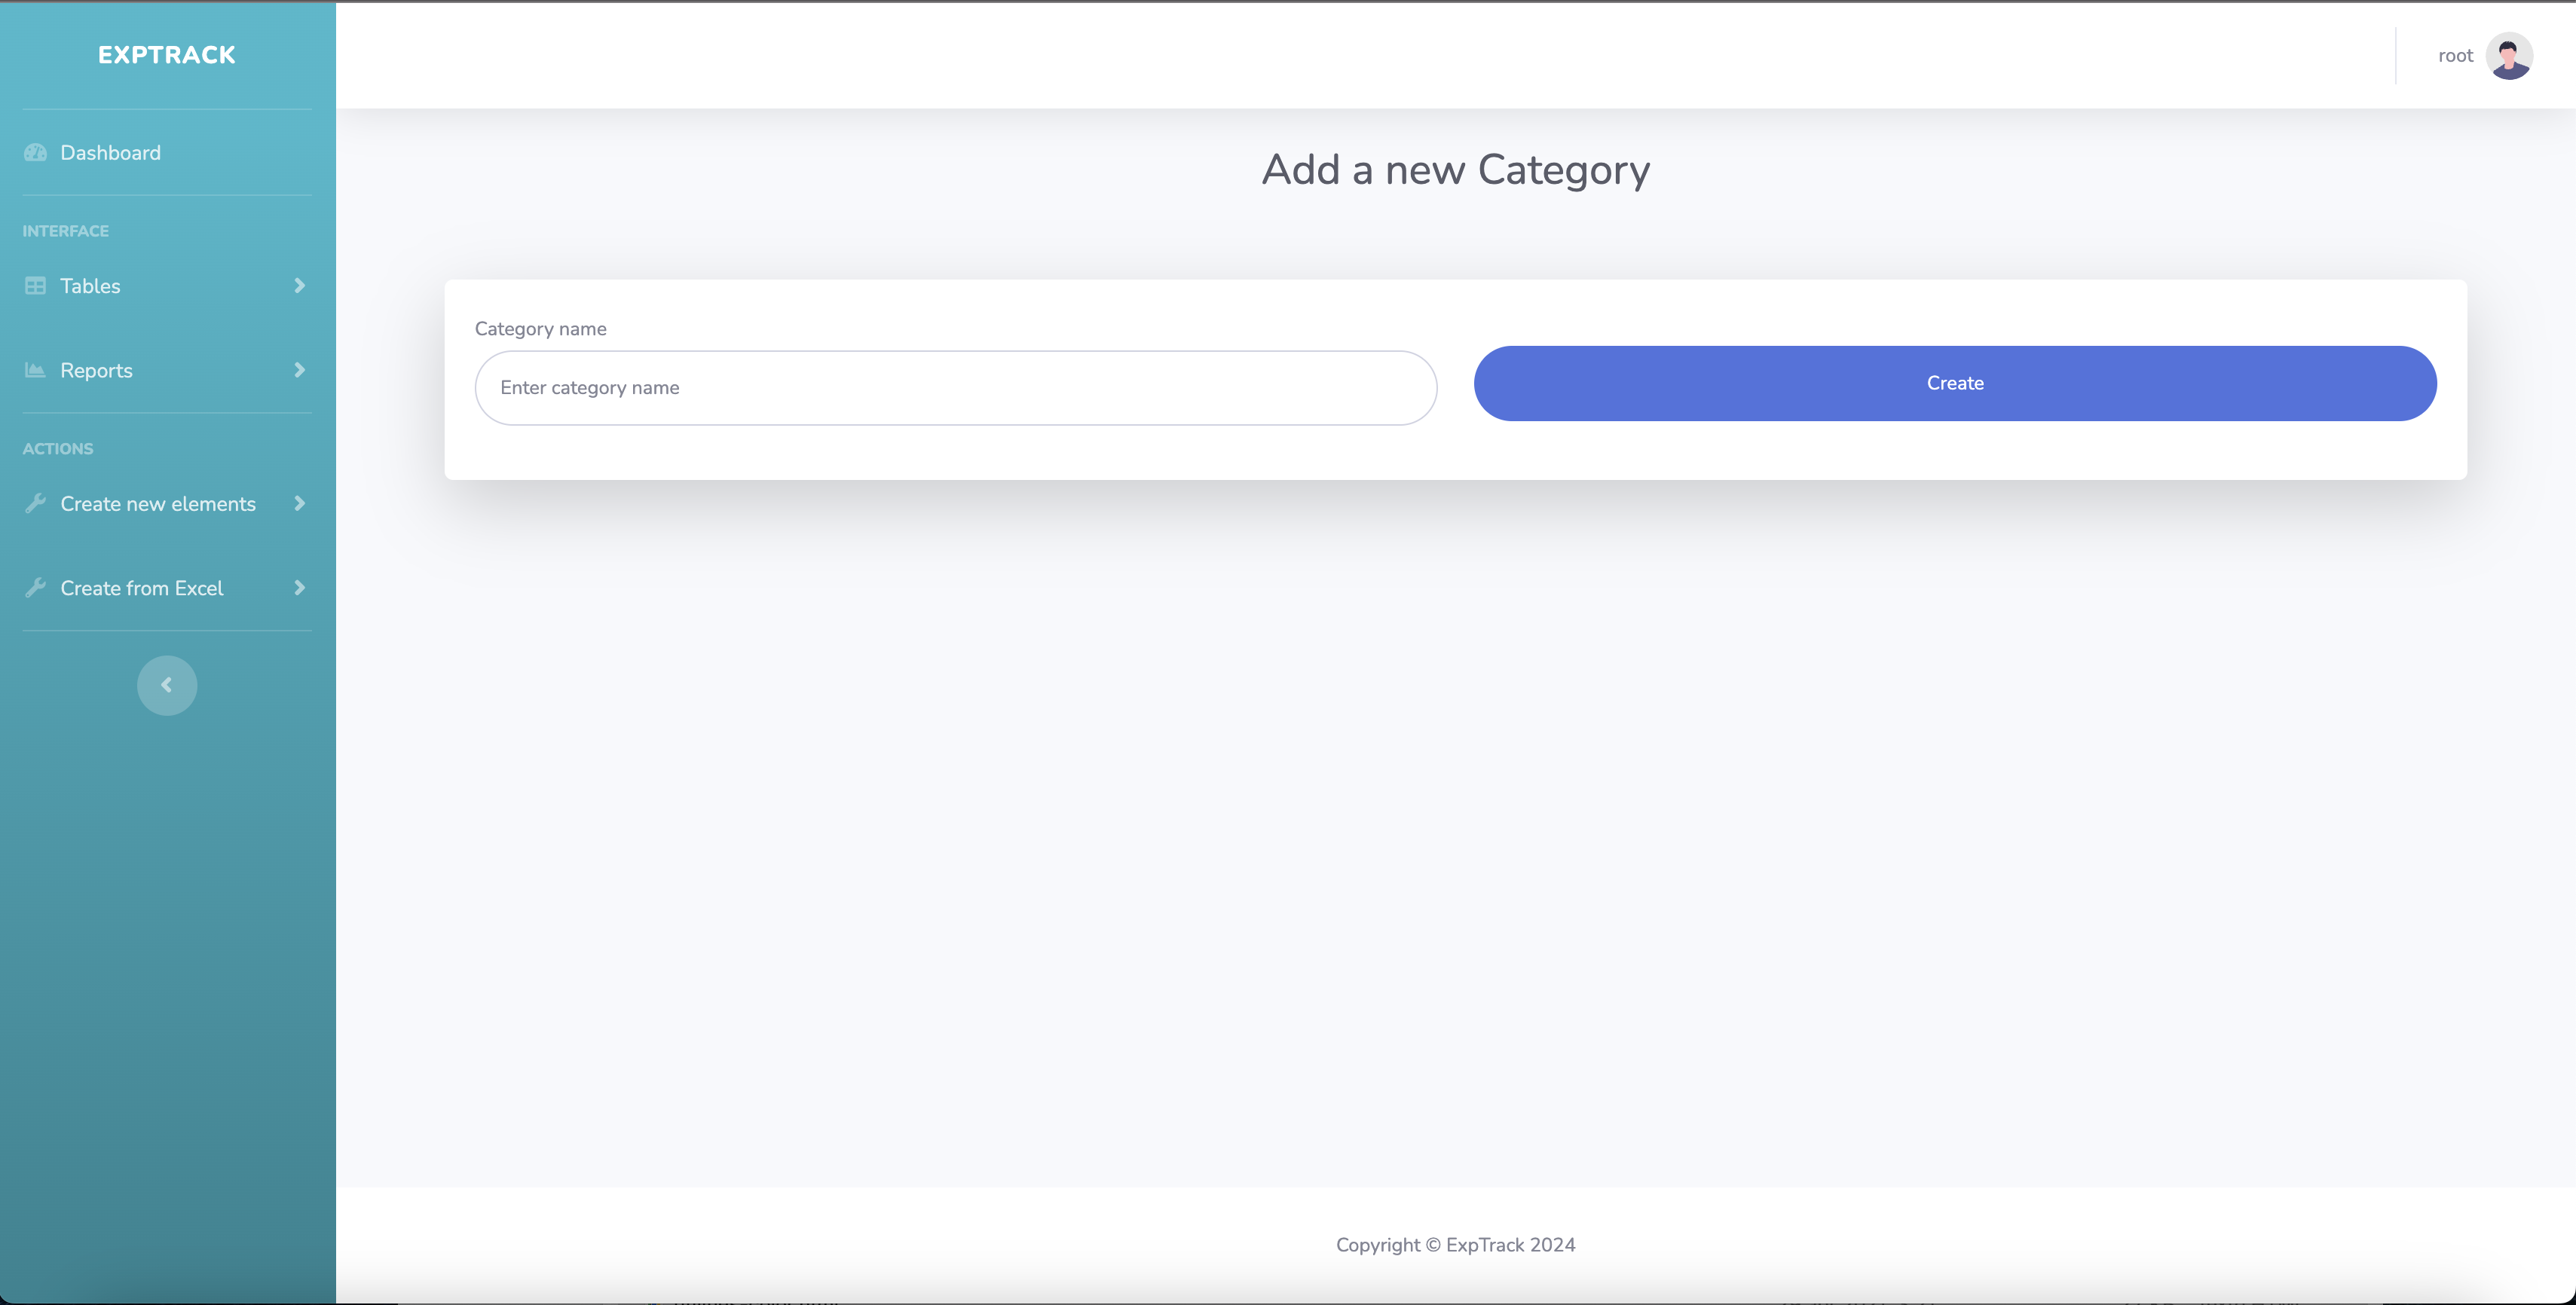 EXPTRACK
root
Dashboard
INTERFACE
Tables
Reports
ACTIONS
Create new elements
Create from Excel
Add a new Category
Category name
Enter category name
Create
Copyright © ExpTrack 2024